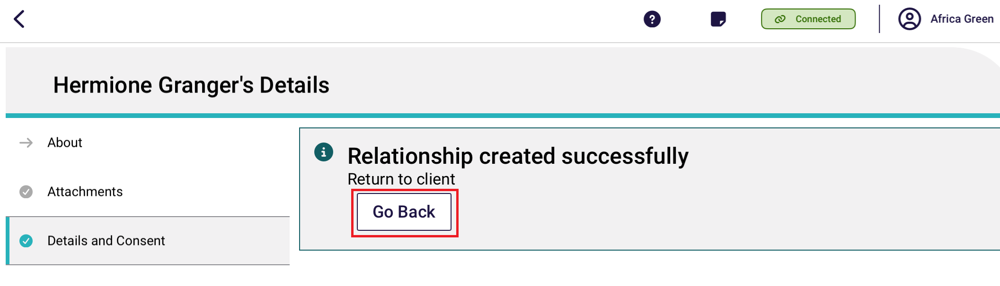 Connected
Africa Green
Hermione Granger's Details
About
Attachments
Details and Consent
Relationship created successfully
Return to client
Go Back